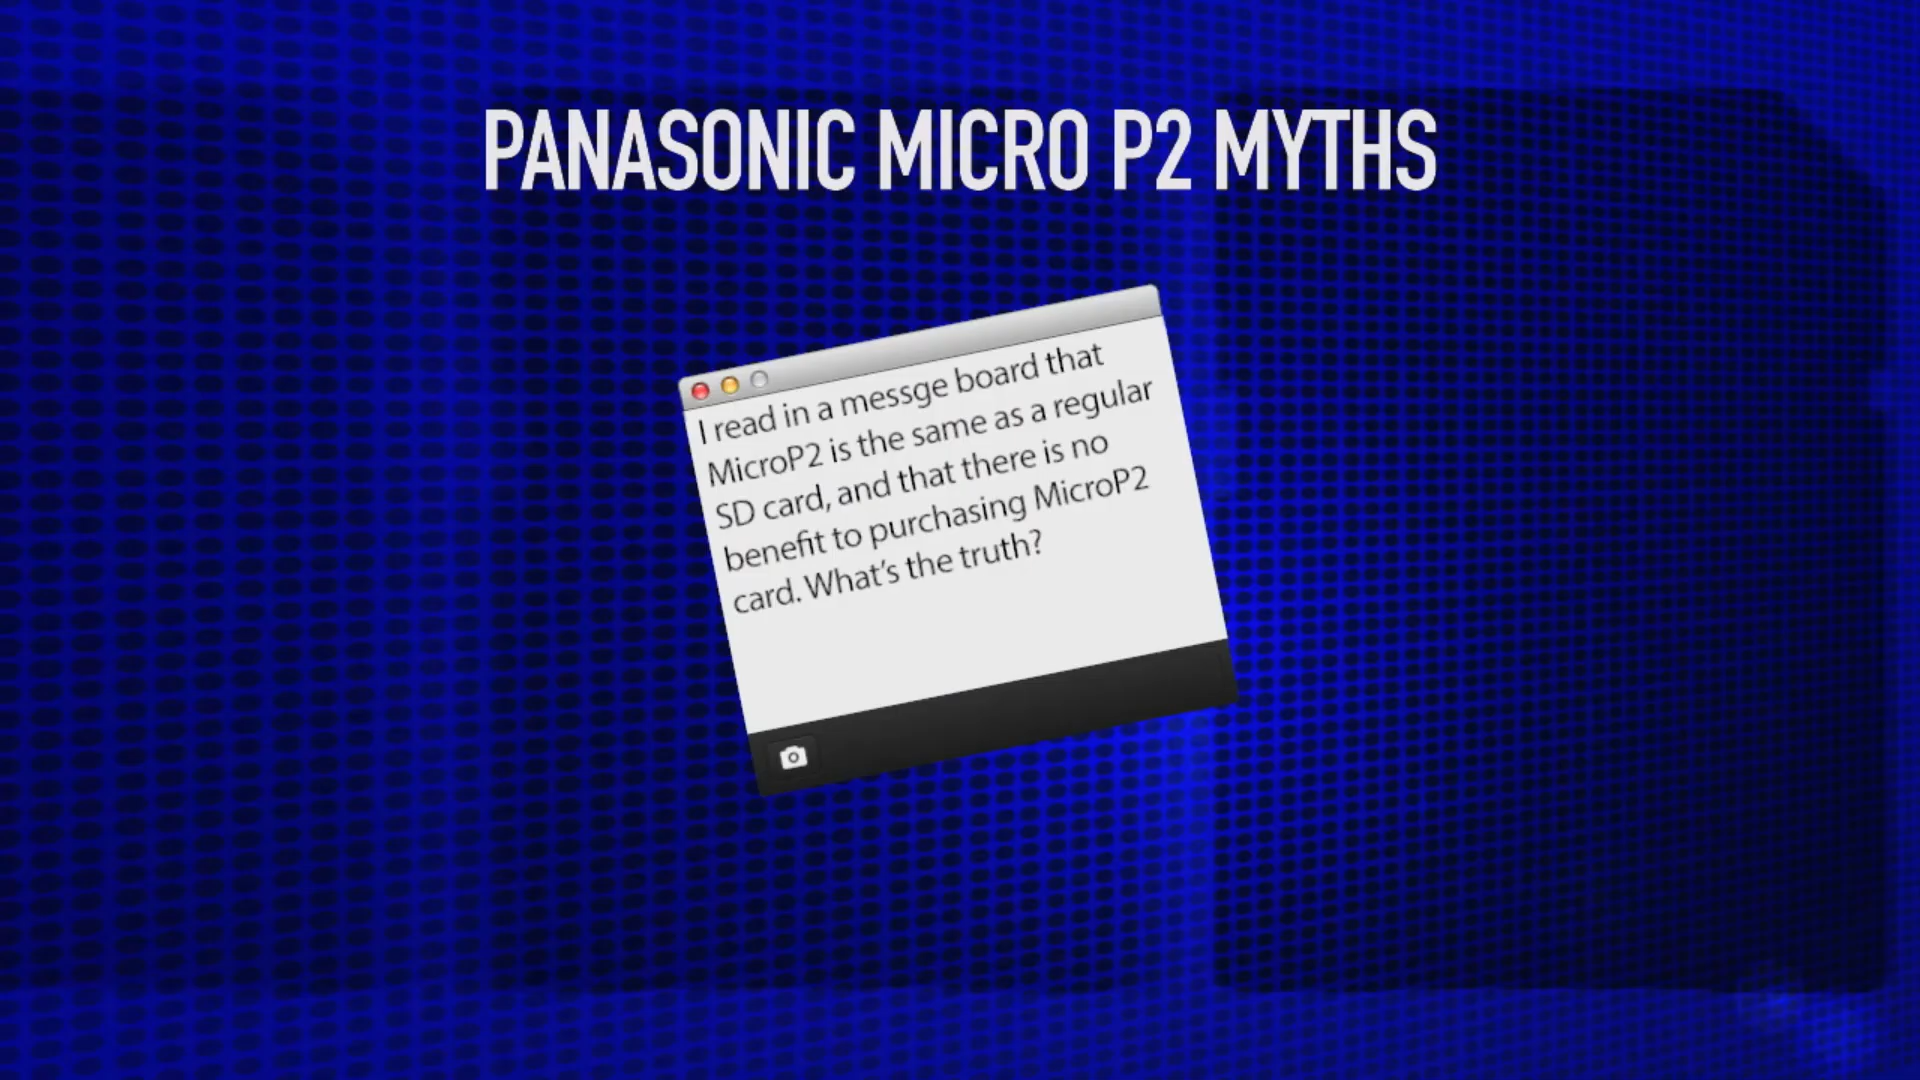 PANASONIC MICRO P2 MYTHS
I read in a messge board that
MicroP2 is the same as a regular
SD card, and that there is no
benefit to purchasing MicroP2
card. What's the truth?